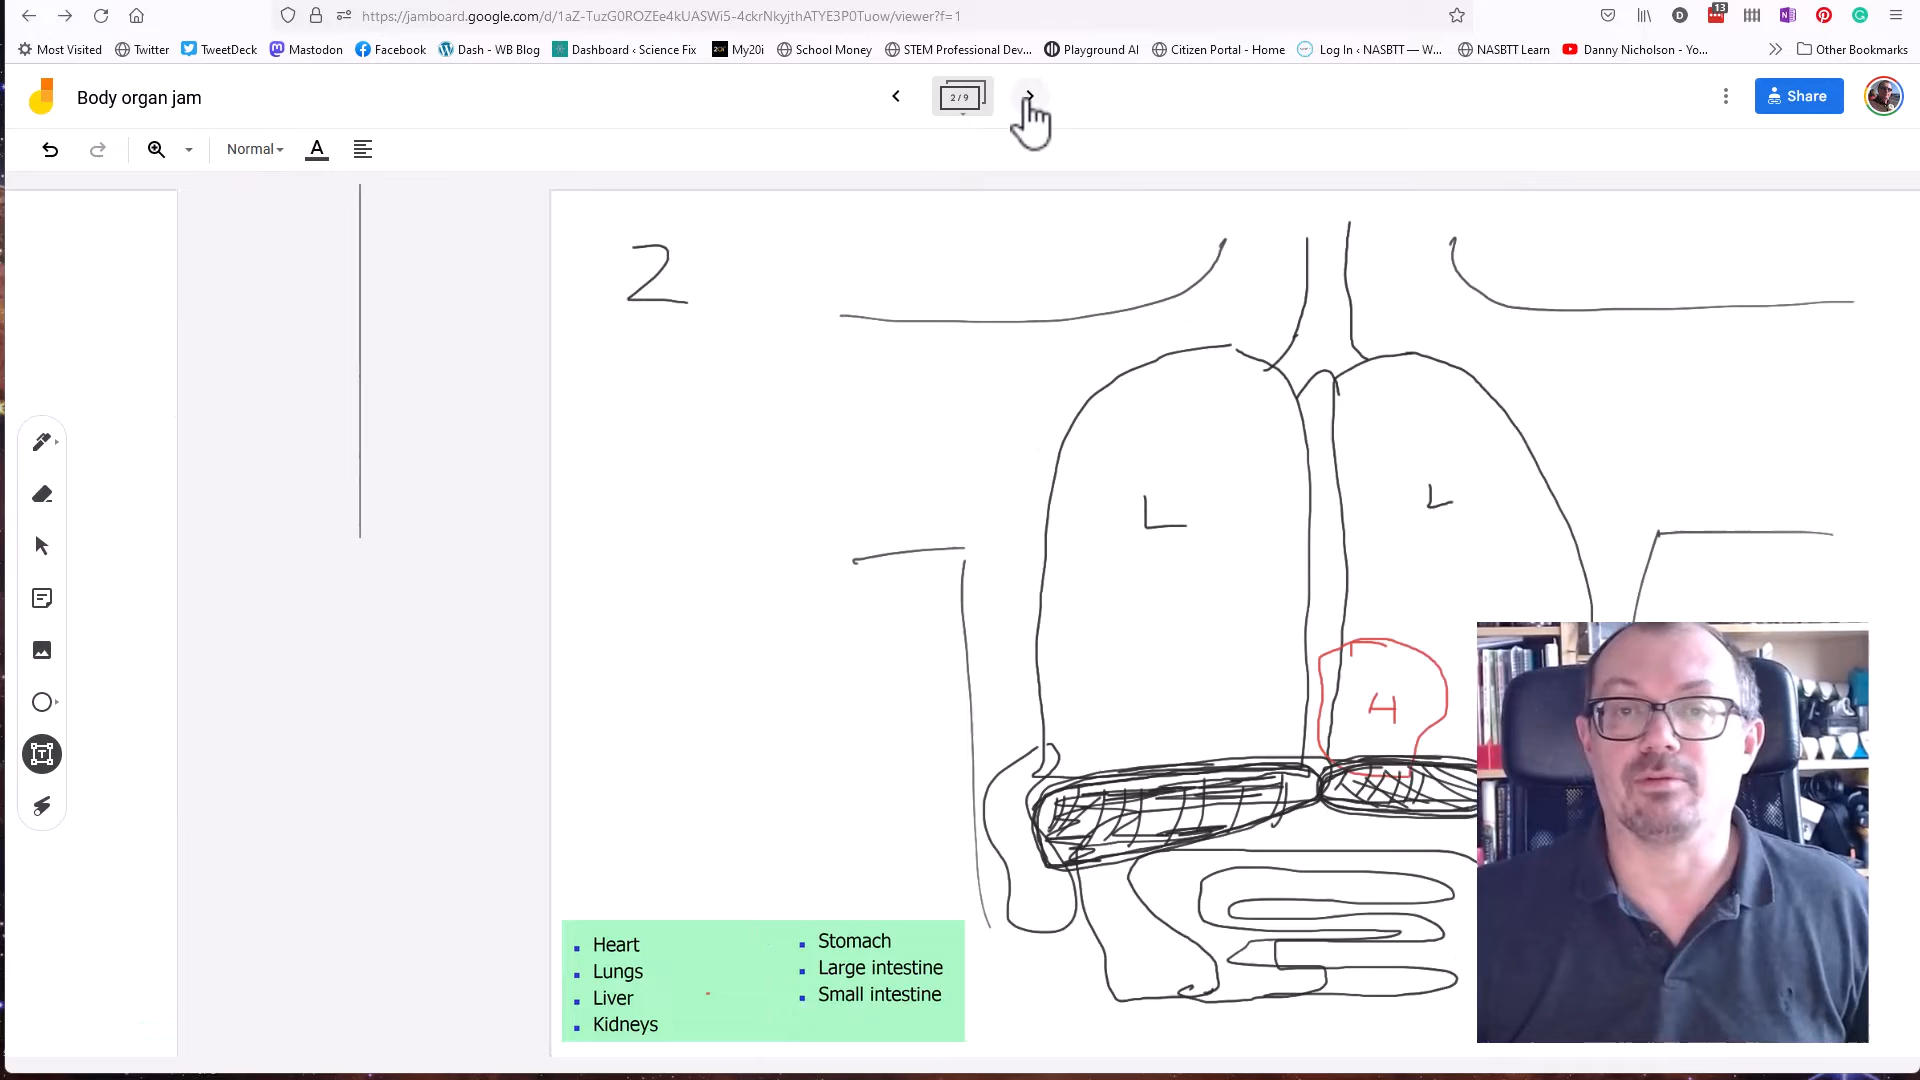 https://jamboard.google.com/d/1aZ-TuzG0ROZEe4kUASWi5-4ckrNkyjthATYE3P0Tuow/viewer?f=1
13
Most Visited
Twitter
TweetDeck
Mastodon
Facebook
Dash - WB Blog
Dashboard ‹ Science Fix
My20i
School Money
STEM Professional Dev...
Playground AI
Citizen Portal - Home
Log In ‹ NASBTT — W...
NASBTT Learn
Danny Nicholson - Yo...
Other Bookmarks
Body organ jam
2 / 9
Share
Normal
A
2
L
L
H
Heart
Lungs
Liver
Kidneys
Stomach
Large intestine
Small intestine